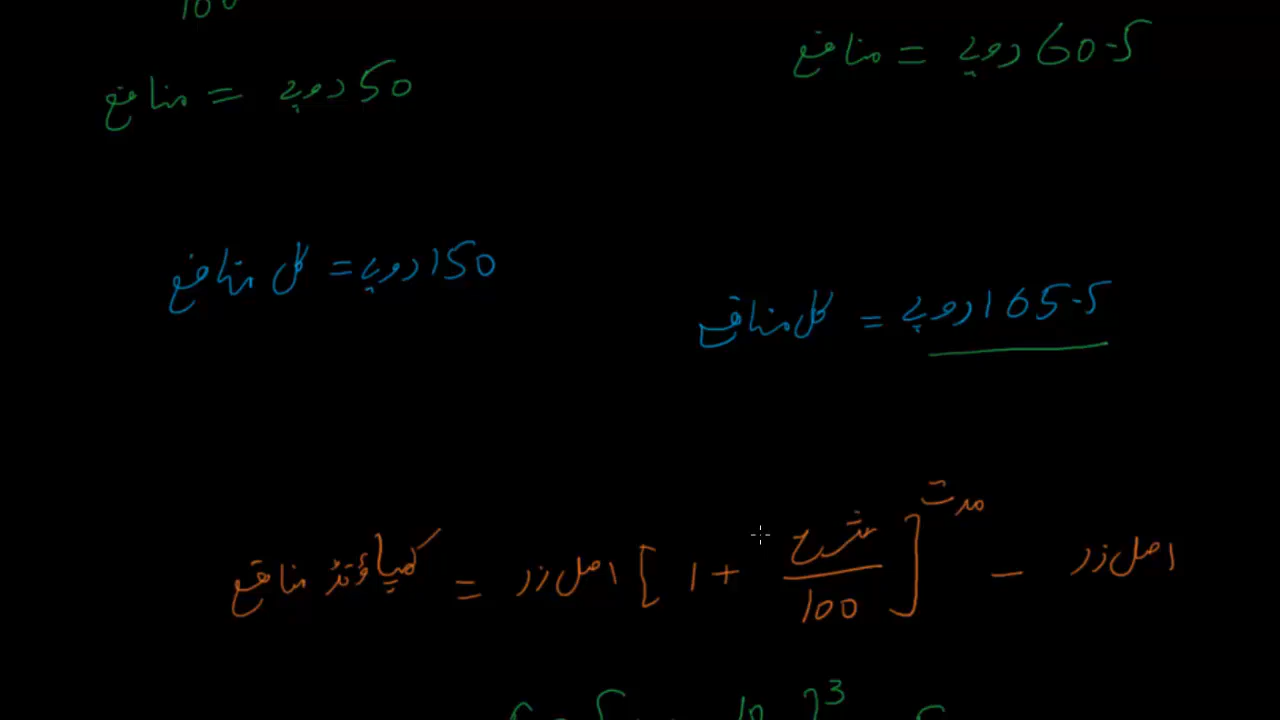 100
منافع = 60.5 روپے
منافع = 50 روپے
کل منافع = 150 روپے
کل منافع = 165.5 روپے
کمپاؤنڈ منافع = اصل زر [1 + شرح/100]^مدت - اصل زر